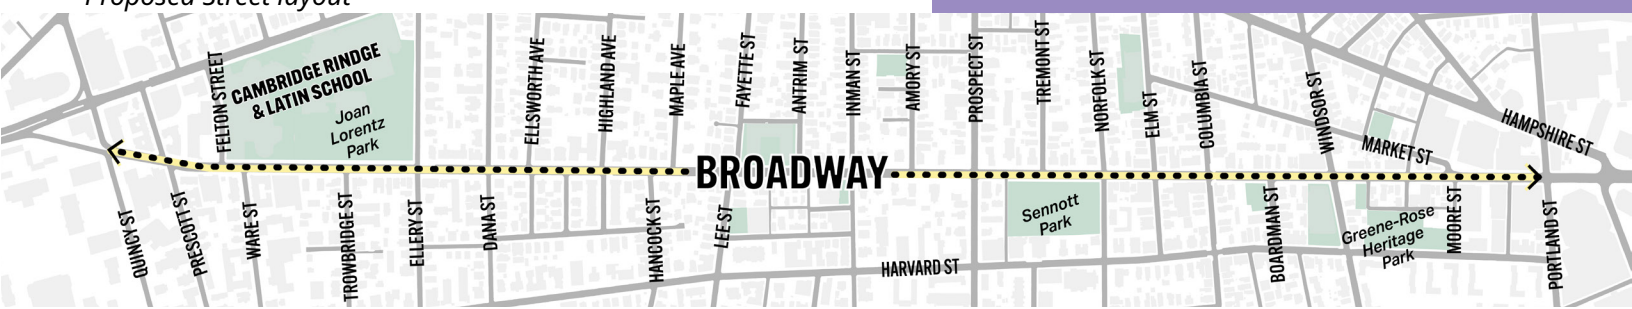 Proposed Street layout
FELTON STREET
CAMBRIDGE RINDGE
& LATIN SCHOOL
Joan
Lorentz
Park
ELLSWORTH AVE
HIGHLAND AVE
MAPLE AVE
FAYETTE ST
ANTRIM ST
INMAN ST
AMORY ST
PROSPECT ST
TREMONT ST
NORFOLK ST
ELM ST
COLUMBIA ST
WINDSOR ST
MARKET ST
HAMPSHIRE ST
BROADWAY
QUINCY ST
PRESCOTT ST
WARE ST
TROWBRIDGE ST
ELLERY ST
DANA ST
HANCOCK ST
LEE ST
HARVARD ST
Sennott
Park
BOARDMAN ST
Greene-Rose
Heritage
Park
MOORE ST
PORTLAND ST